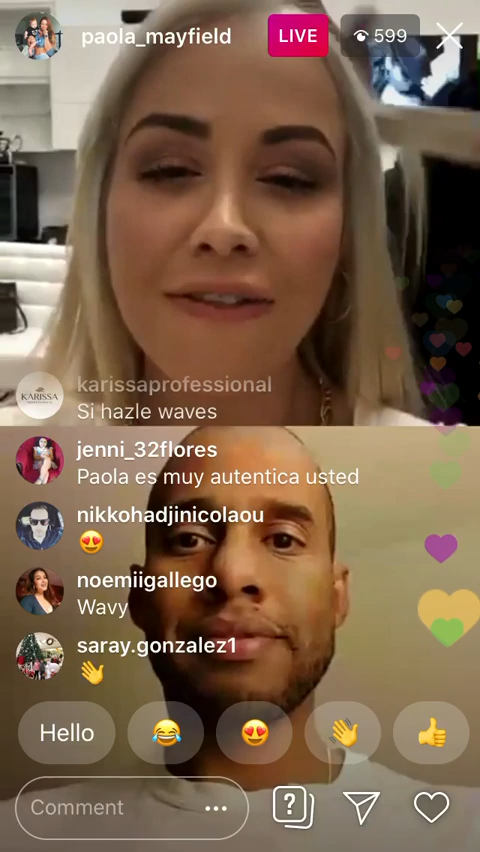 paola_mayfield
LIVE
599
karissaprofessional
KARISSA
Si hazle waves
jenni_32flores
Paola es muy autentica usted
nikkohadjinicolaou
noemiigallego
Wavy
saray.gonzalez1
Hello
Comment